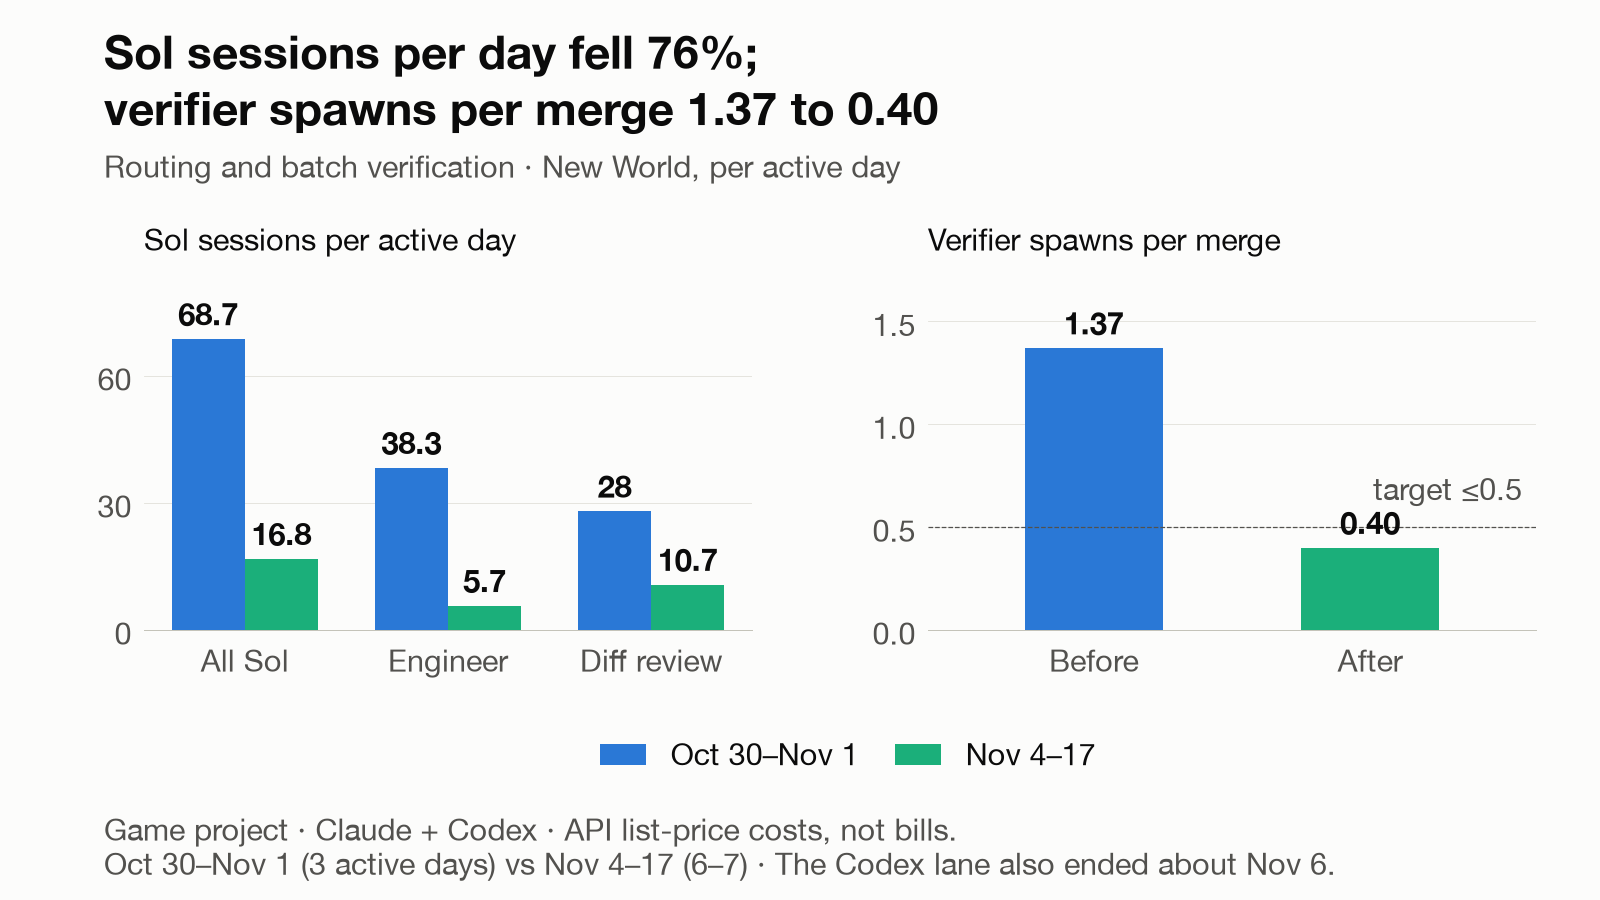 Sol sessions per day fell 76%;
verifier spawns per merge 1.37 to 0.40
Routing and batch verification · New World, per active day
Sol sessions per active day
68.7
60
38.3
30
28
16.8
10.7
5.7
0
All Sol
Engineer
Diff review
Verifier spawns per merge
1.5
1.37
1.0
target ≤0.5
0.40
0.5
0.0
Before
After
Oct 30–Nov 1
Nov 4–17
Game project · Claude + Codex · API list-price costs, not bills.
Oct 30–Nov 1 (3 active days) vs Nov 4–17 (6–7) · The Codex lane also ended about Nov 6.